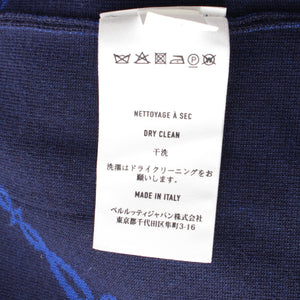 NETTOYAGE À SEC
DRY CLEAN
干洗
洗濯はドライクリーニングをお
願いします。
MADE IN ITALY
ベルルッティジャパン株式会社
東京都千代田区隼町3-16